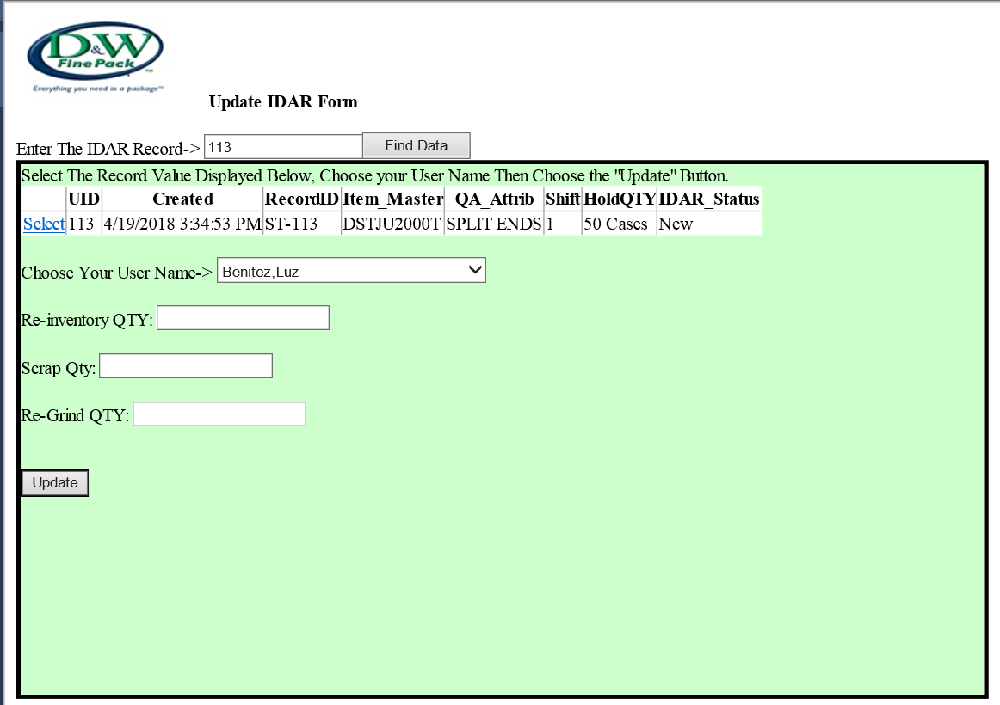 D&W
FinePack™
Everything you need in a package™
Update IDAR Form
Enter The IDAR Record-> 113 Find Data
Select The Record Value Displayed Below, Choose your User Name Then Choose the "Update" Button.
UID Created RecordID Item_Master QA_Attrib Shift HoldQTY IDAR_Status
Select 113 4/19/2018 3:34:53 PM ST-113 DSTJU2000T SPLIT ENDS 1 50 Cases New
Choose Your User Name-> Benitez,Luz
Re-inventory QTY:
Scrap Qty:
Re-Grind QTY:
Update